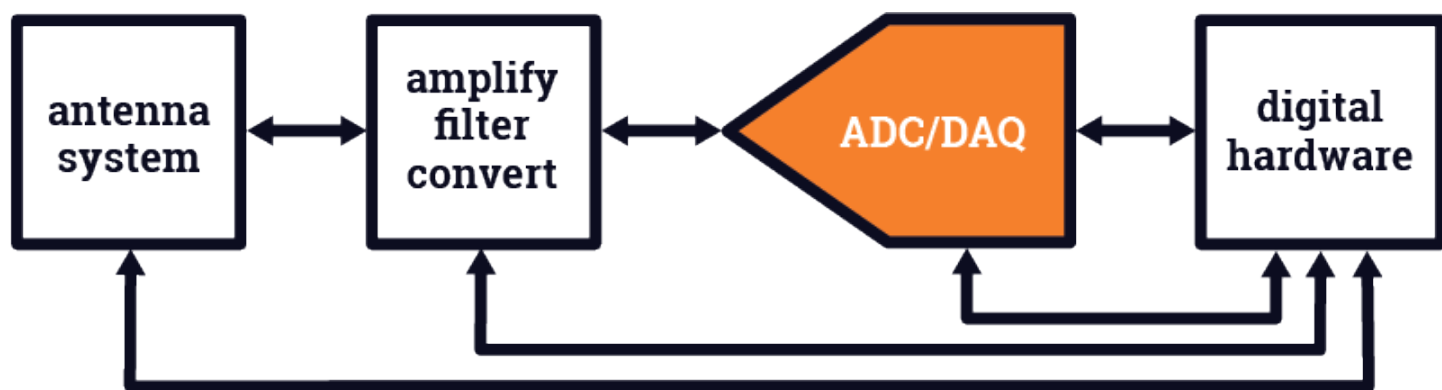 antenna
system
amplify
filter
convert
ADC/DAQ
digital
hardware